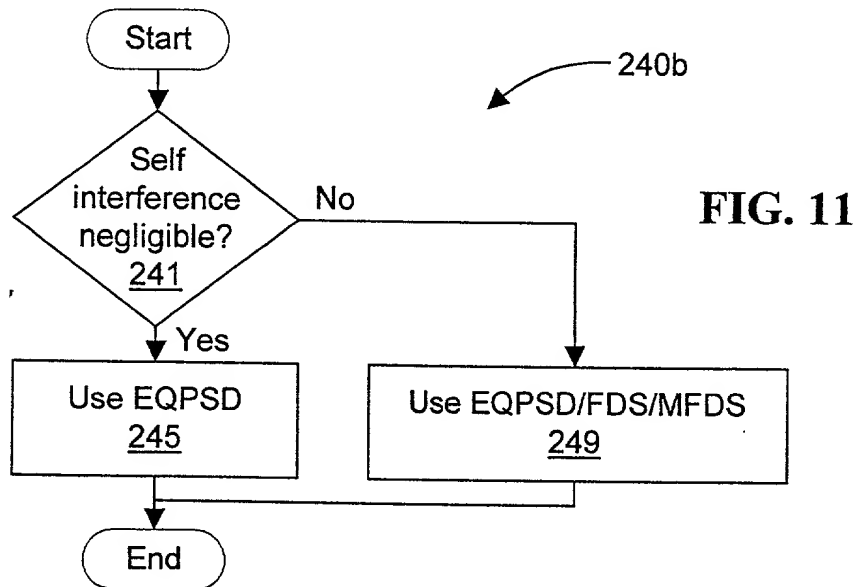 Start
240b
Self
interference
negligible?
241
No
FIG. 11
Yes
Use EQPSD
245
Use EQPSD/FDS/MFDS
249
End